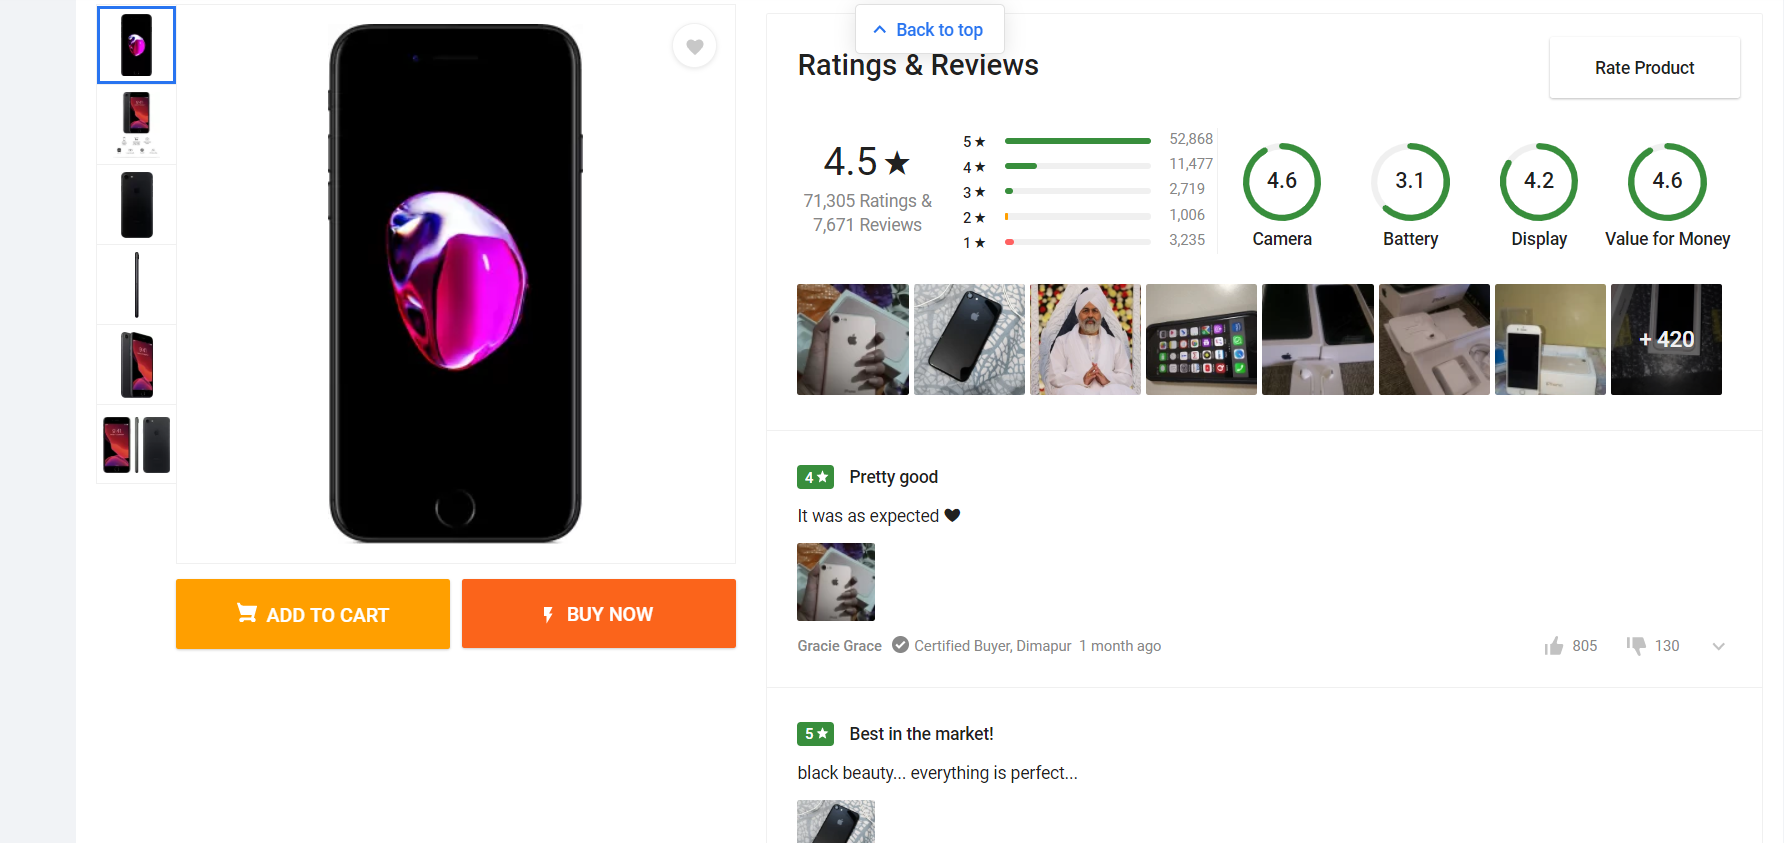 Back to top
Ratings & Reviews
Rate Product
4.5 ★
71,305 Ratings &
7,671 Reviews
5 ★ 52,868
4 ★ 11,477
3 ★ 2,719
2 ★ 1,006
1 ★ 3,235
4.6
Camera
3.1
Battery
4.2
Display
4.6
Value for Money
+ 420
4 ★ Pretty good
It was as expected 🖤
Gracie Grace Certified Buyer, Dimapur 1 month ago
805 130
5 ★ Best in the market!
black beauty... everything is perfect...
ADD TO CART
BUY NOW